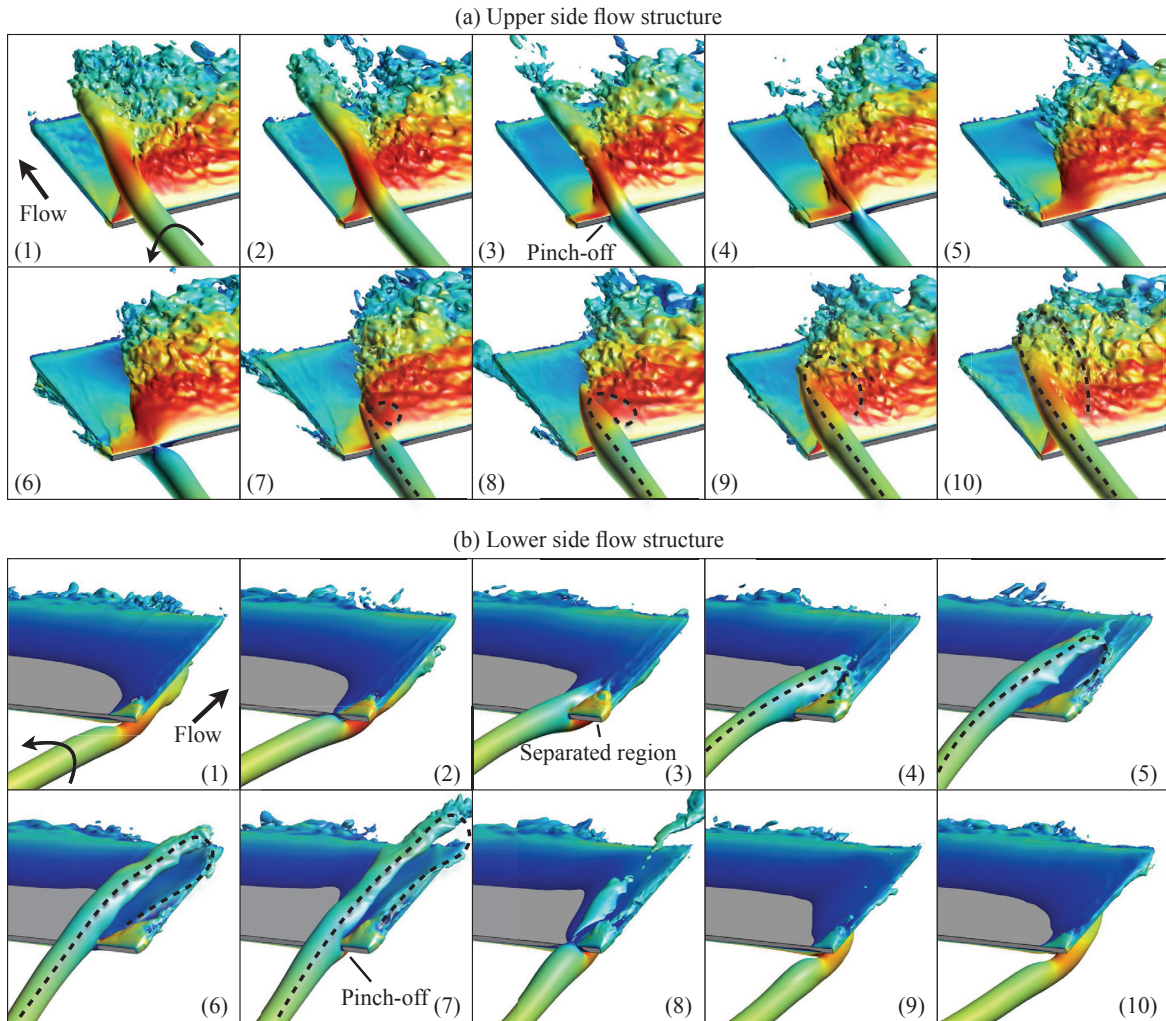 (a) Upper side flow structure
Flow
(1)
(2)
Pinch-off
(3)
(4)
(5)
(6)
(7)
(8)
(9)
(10)
(b) Lower side flow structure
Flow
(1)
(2)
Separated region
(3)
(4)
(5)
(6)
Pinch-off
(7)
(8)
(9)
(10)